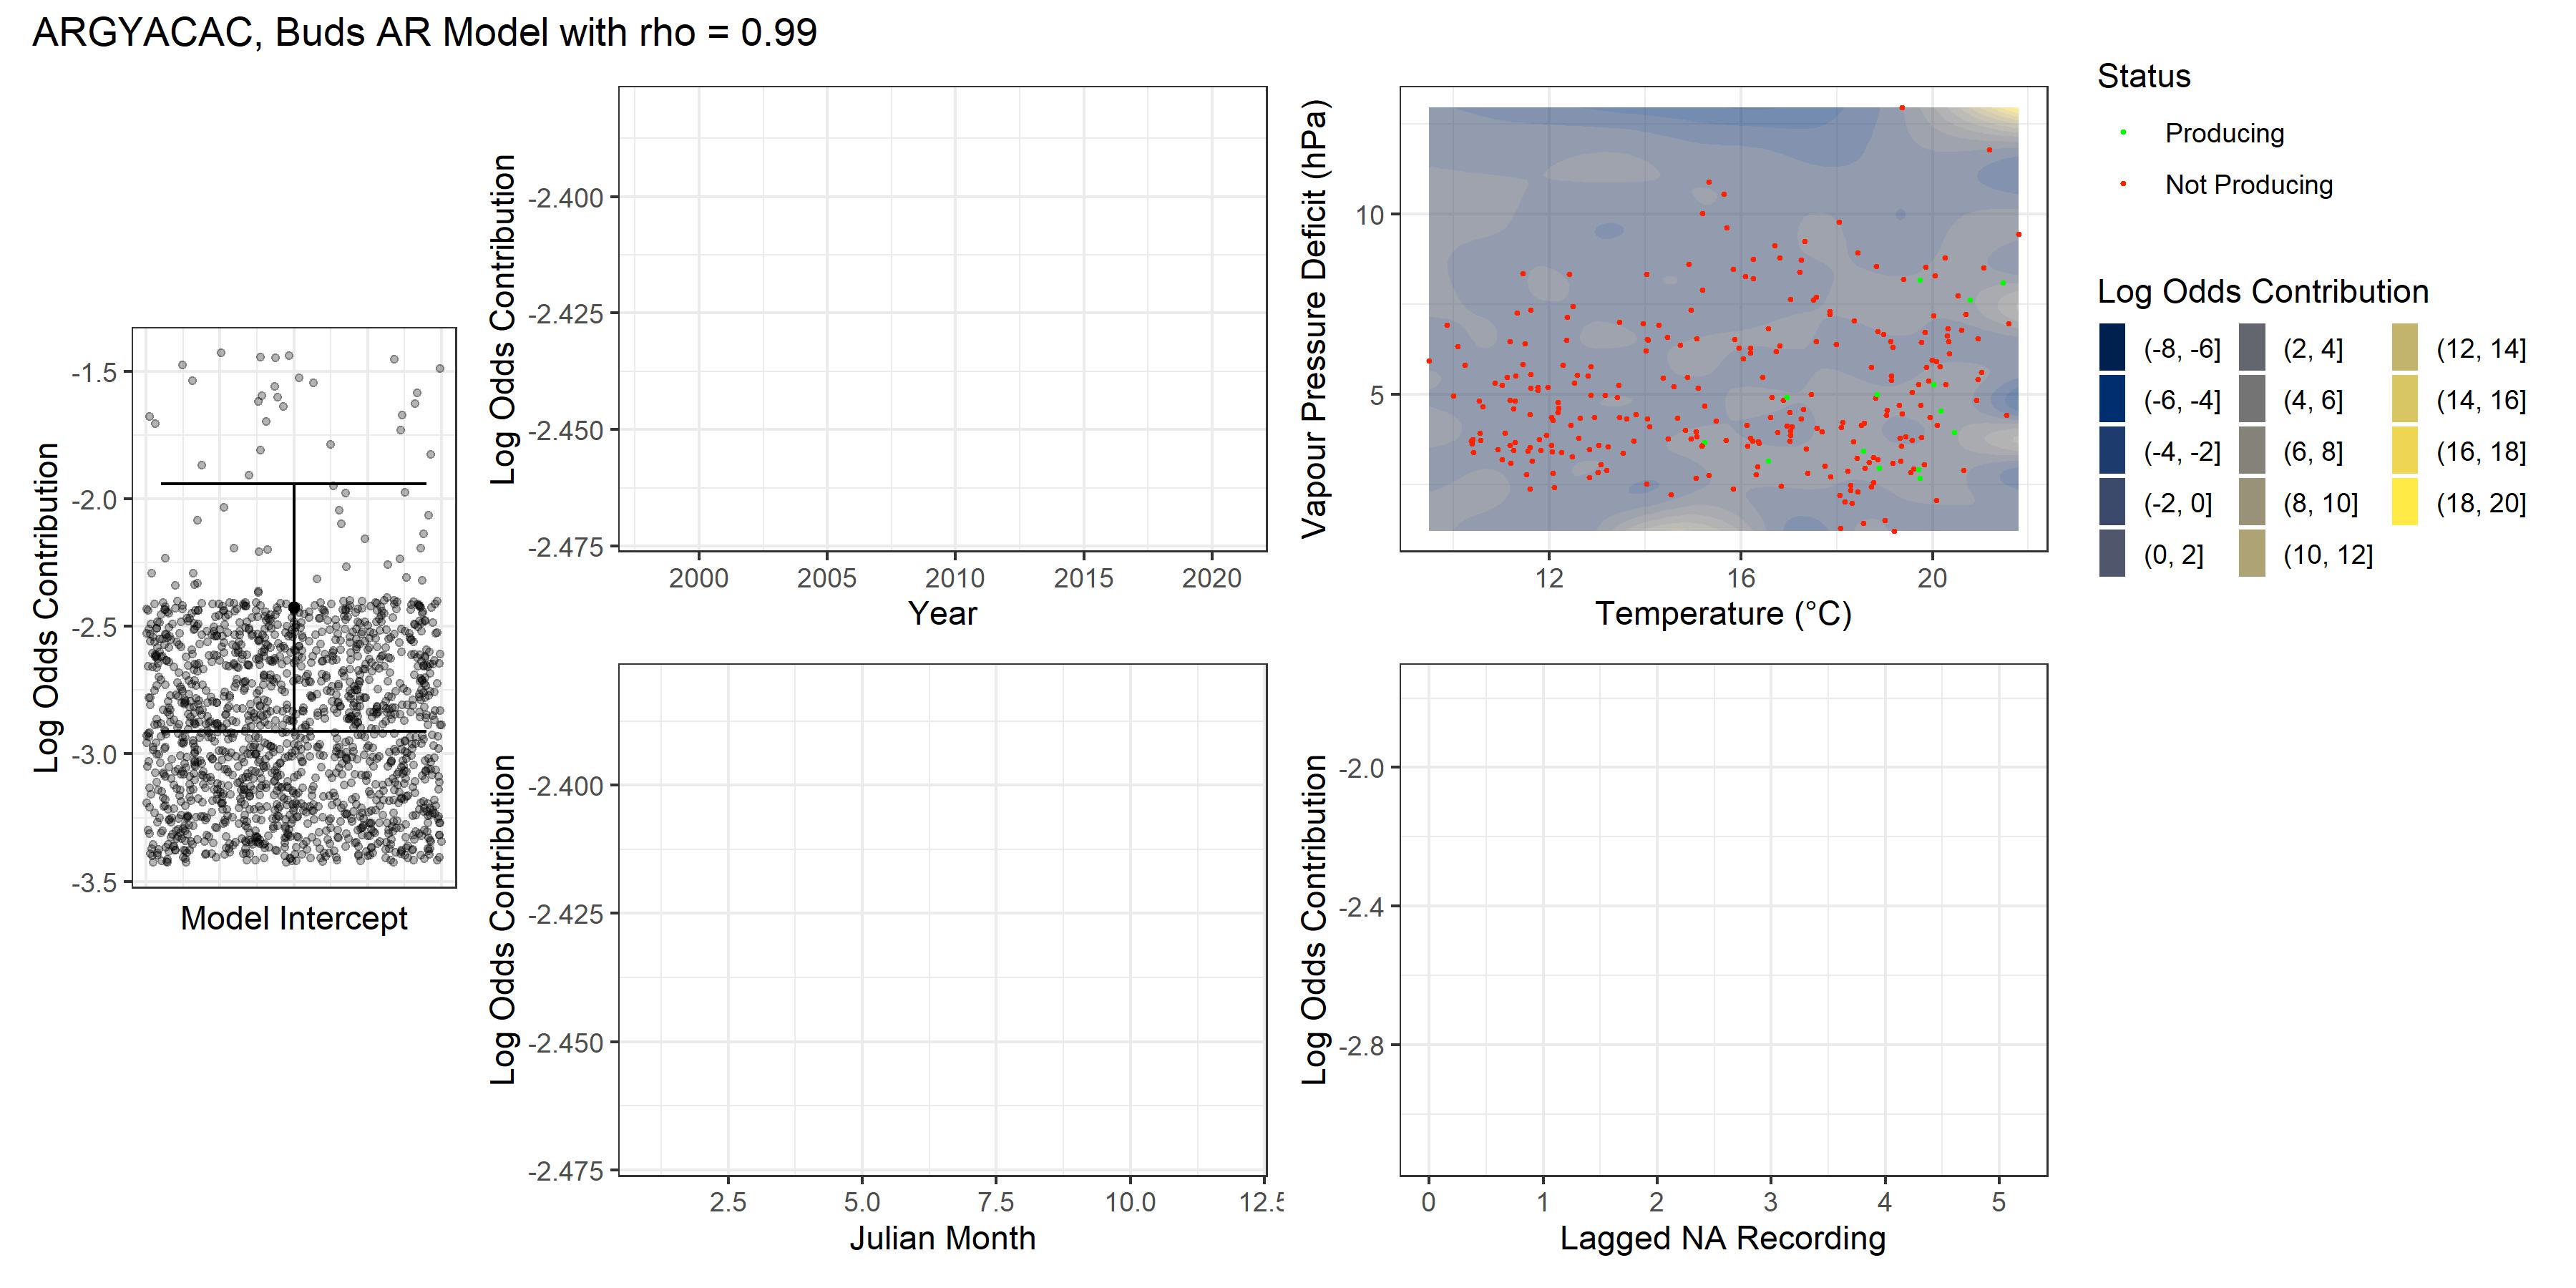 ARGYACAC, Buds AR Model with rho = 0.99
Log Odds Contribution
-1.5
-2.0
-2.5
-3.0
-3.5
Model Intercept
Log Odds Contribution
-2.400
-2.425
-2.450
-2.475
2000 2005 2010 2015 2020
Year
Vapour Pressure Deficit (hPa)
10
5
12 16 20
Temperature (°C)
Log Odds Contribution
-2.400
-2.425
-2.450
-2.475
2.5 5.0 7.5 10.0 12.5
Julian Month
Log Odds Contribution
-2.0
-2.4
-2.8
0 1 2 3 4 5
Lagged NA Recording
Status
Producing
Not Producing
Log Odds Contribution
(-8, -6] (2, 4] (12, 14]
(-6, -4] (4, 6] (14, 16]
(-4, -2] (6, 8] (16, 18]
(-2, 0] (8, 10] (18, 20]
(0, 2] (10, 12]